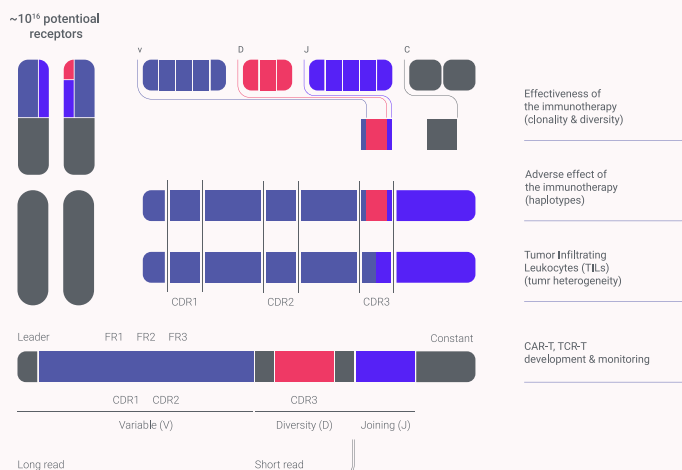 ~10¹⁶ potentioal
receptors
v
D
J
C
Effectiveness of
the immunotherapy
(clonality & diversity)
Adverse effect of
the immunotherapy
(haplotypes)
Tumor Infiltrating
Leukocytes (TILs)
(tumr heterogeneity)
CDR1
CDR2
CDR3
Leader
FR1 FR2 FR3
Constant
CAR-T, TCR-T
development & monitoring
CDR1 CDR2
CDR3
Variable (V)
Diversity (D)
Joining (J)
Long read
Short read